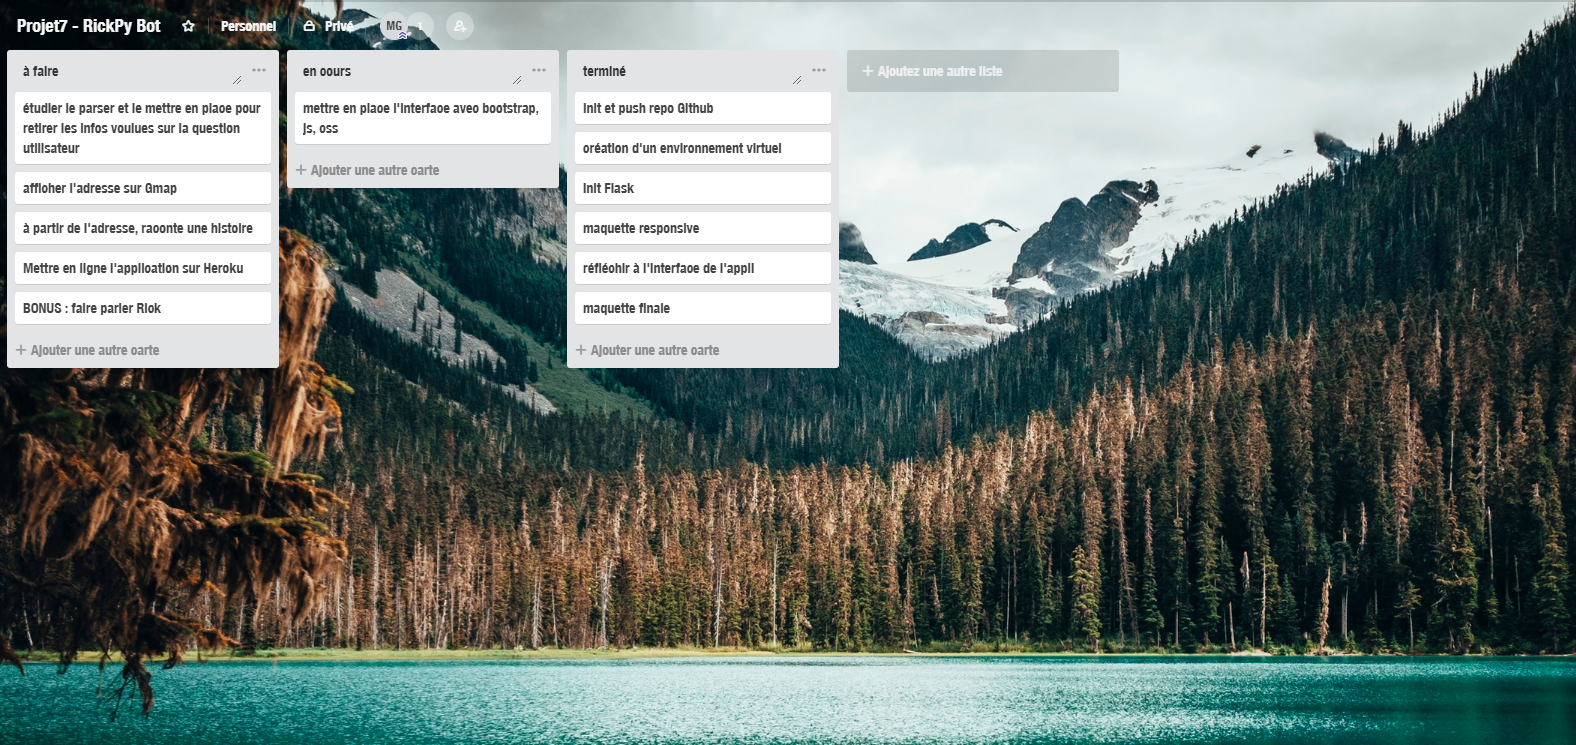 Projet7 - RickPy Bot
Personnel
Privé
MG
1
à faire
étudier le parser et le mettre en place pour
retirer les infos voulues sur la question
utilisateur
afficher l'adresse sur Gmap
à partir de l'adresse, raconte une histoire
Mettre en ligne l'application sur Heroku
BONUS : faire parler Rick
+ Ajouter une autre carte
en cours
mettre en place l'interface avec bootstrap,
js, css
+ Ajouter une autre carte
terminé
init et push repo Github
création d'un environnement virtuel
init Flask
maquette responsive
réfléchir à l'interface de l'appli
maquette finale
+ Ajouter une autre carte
+ Ajoutez une autre liste